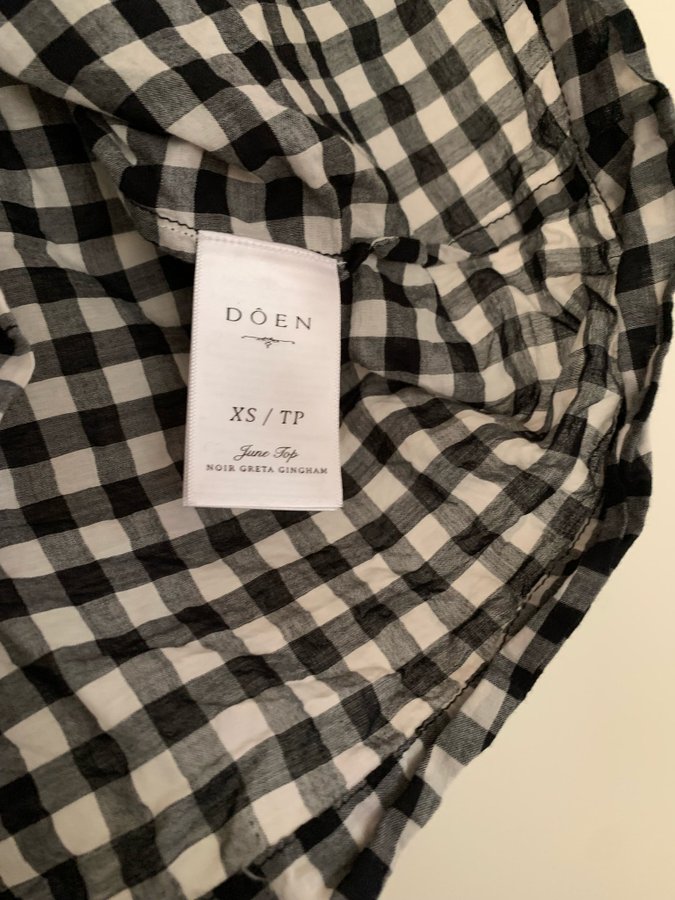 DÔEN
XS / TP
June Top
NOIR GRETA GINGHAM